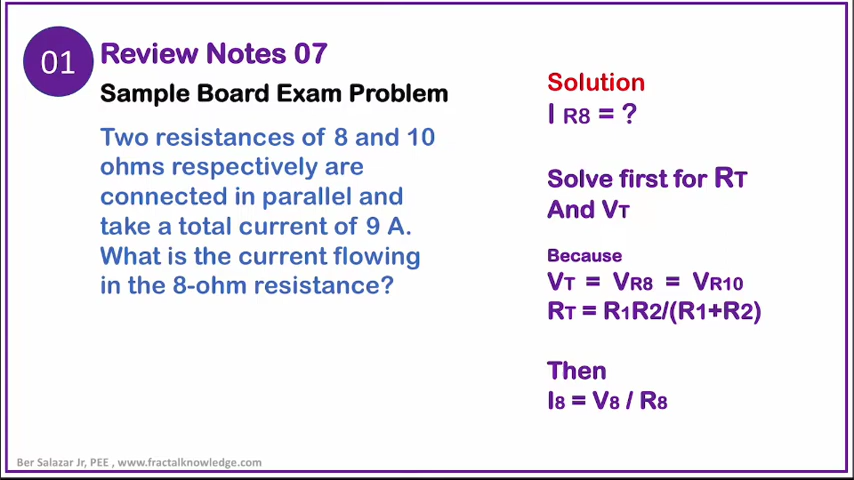 01
Review Notes 07
Sample Board Exam Problem
Two resistances of 8 and 10
ohms respectively are
connected in parallel and
take a total current of 9 A.
What is the current flowing
in the 8-ohm resistance?
Solution
I R8 = ?
Solve first for RT
And VT
Because
VT = VR8 = VR10
RT = R1R2/(R1+R2)
Then
I8 = V8 / R8
Ber Salazar Jr, PEE , www.fractalknowledge.com